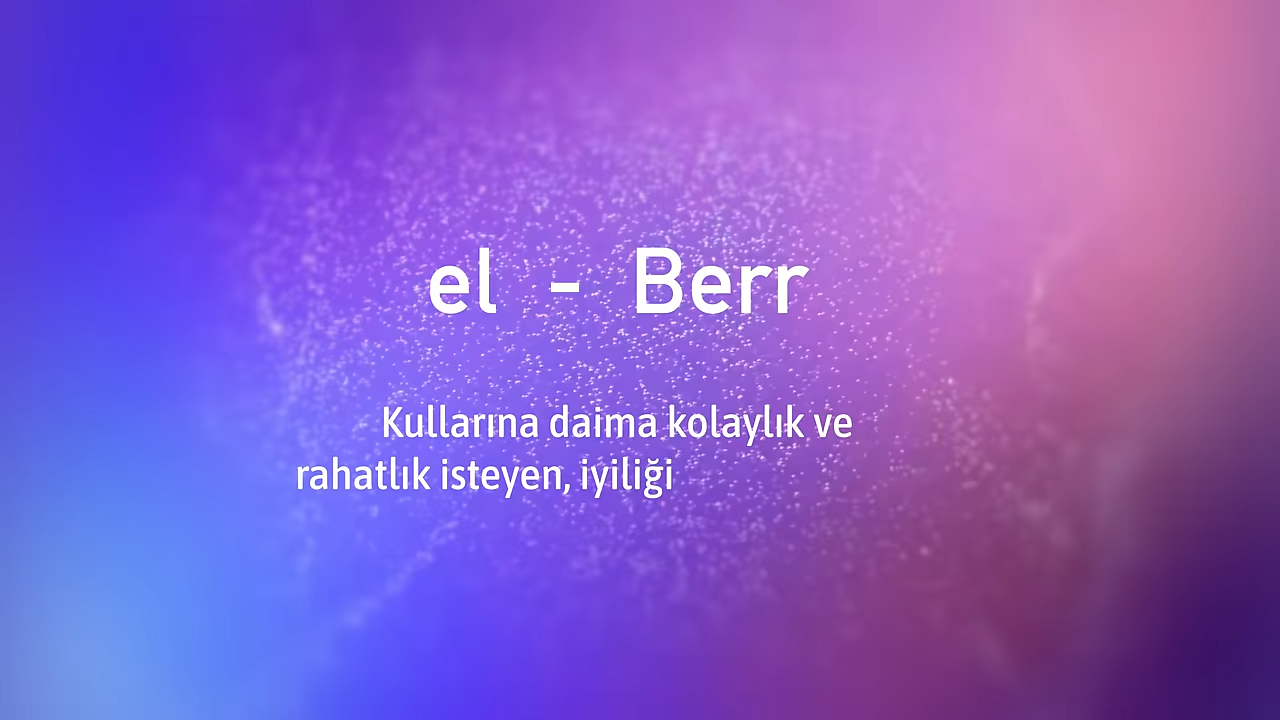 el - Berr
Kullarına daima kolaylık ve
rahatlık isteyen, iyiliği